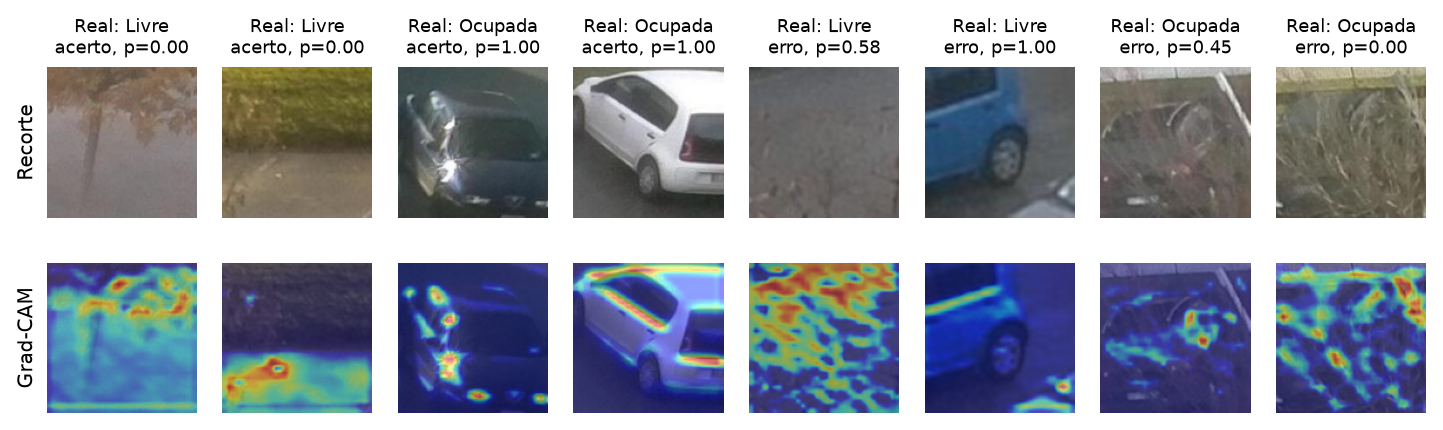 Real: Livre
acerto, p=0.00
Real: Livre
acerto, p=0.00
Real: Ocupada
acerto, p=1.00
Real: Ocupada
acerto, p=1.00
Real: Livre
erro, p=0.58
Real: Livre
erro, p=1.00
Real: Ocupada
erro, p=0.45
Real: Ocupada
erro, p=0.00
Recorte
Grad-CAM